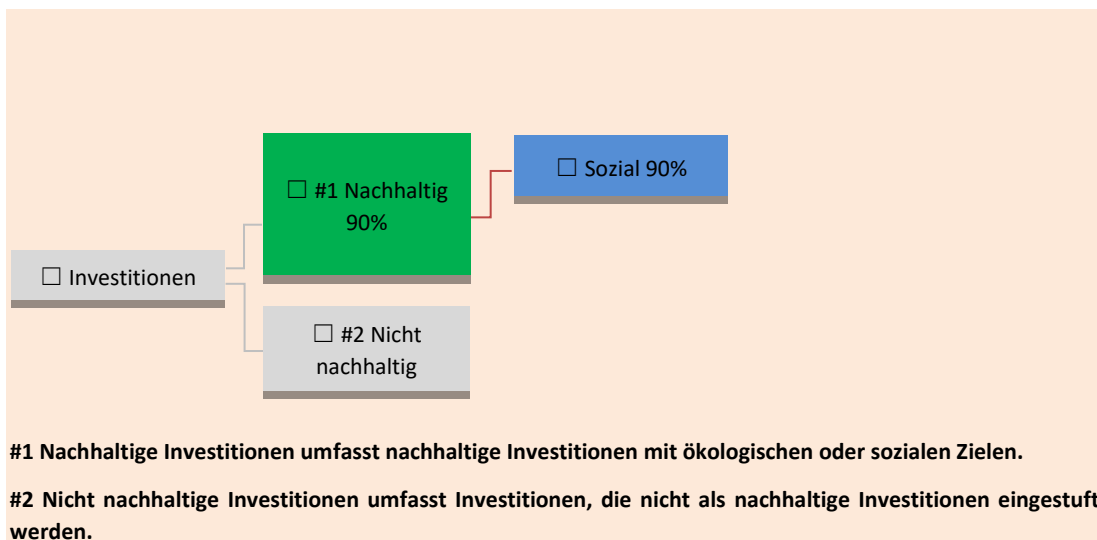 ☐ Sozial 90%
☐ #1 Nachhaltig
90%
☐ Investitionen
☐ #2 Nicht
nachhaltig
#1 Nachhaltige Investitionen umfasst nachhaltige Investitionen mit ökologischen oder sozialen Zielen.
#2 Nicht nachhaltige Investitionen umfasst Investitionen, die nicht als nachhaltige Investitionen eingestuft
werden.